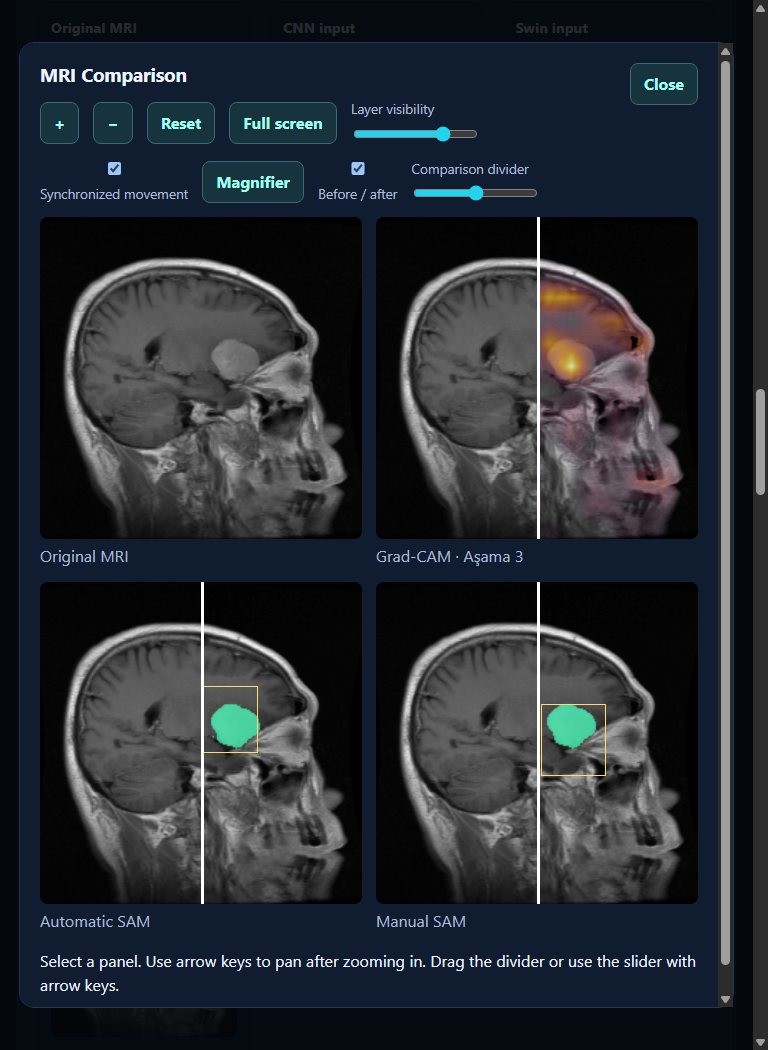 Original MRI CNN input Swin input
MRI Comparison
Close
+ − Reset Full screen
Layer visibility
Synchronized movement
Magnifier
Before / after
Comparison divider
Original MRI
Grad-CAM · Aşama 3
Automatic SAM
Manual SAM
Select a panel. Use arrow keys to pan after zooming in. Drag the divider or use the slider with
arrow keys.